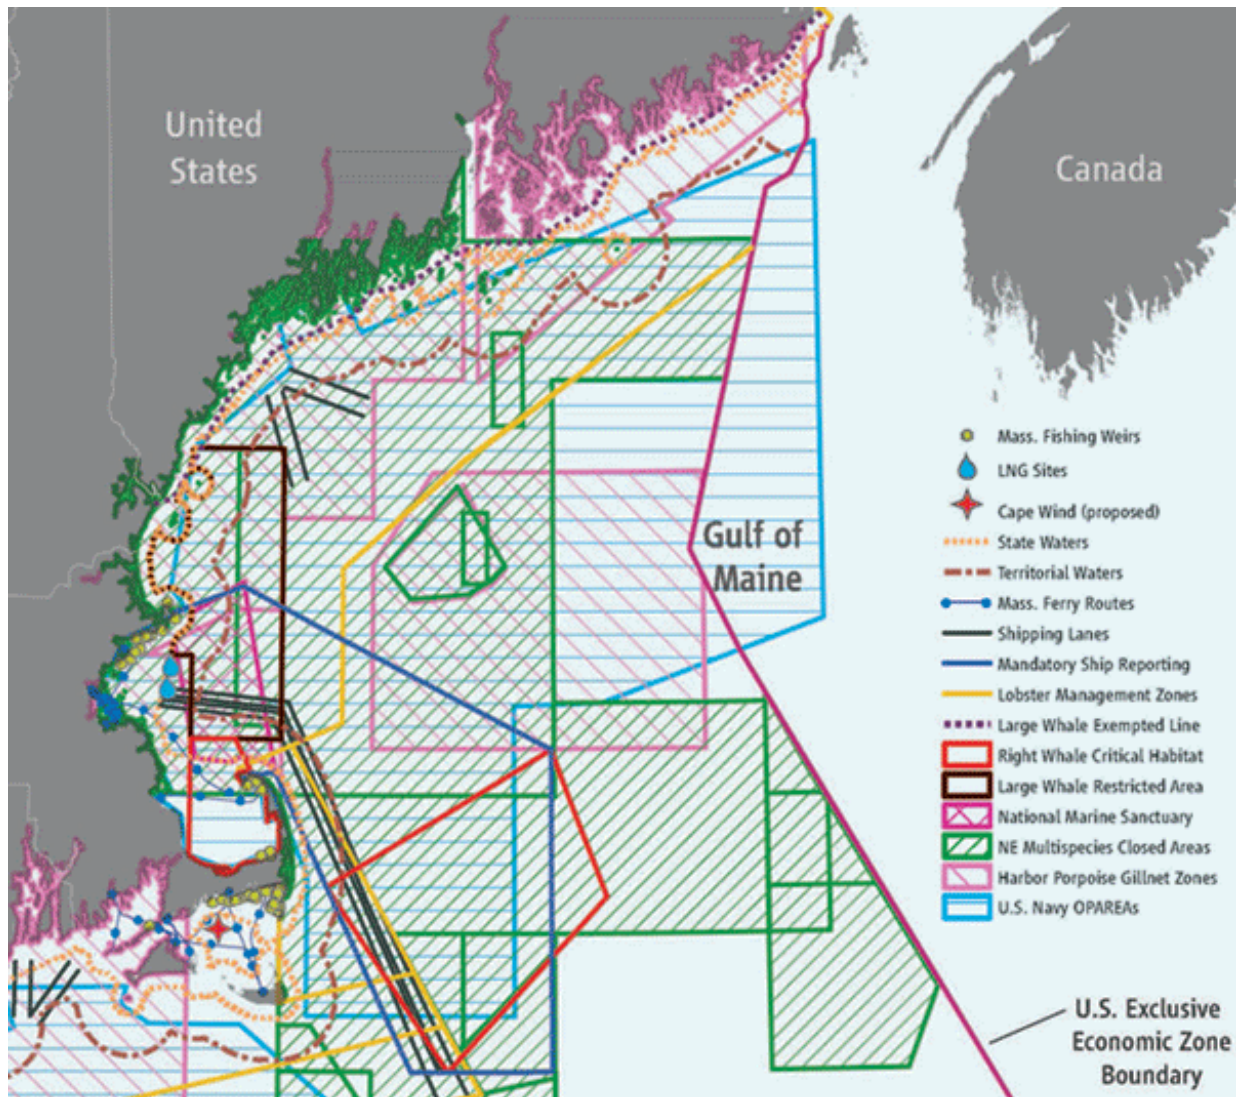 United
States
Canada
Gulf of
Maine
Mass. Fishing Weirs
LNG Sites
Cape Wind (proposed)
State Waters
Territorial Waters
Mass. Ferry Routes
Shipping Lanes
Mandatory Ship Reporting
Lobster Management Zones
Large Whale Exempted Line
Right Whale Critical Habitat
Large Whale Restricted Area
National Marine Sanctuary
NE Multispecies Closed Areas
Harbor Porpoise Gillnet Zones
U.S. Navy OPAREAs
U.S. Exclusive
Economic Zone
Boundary